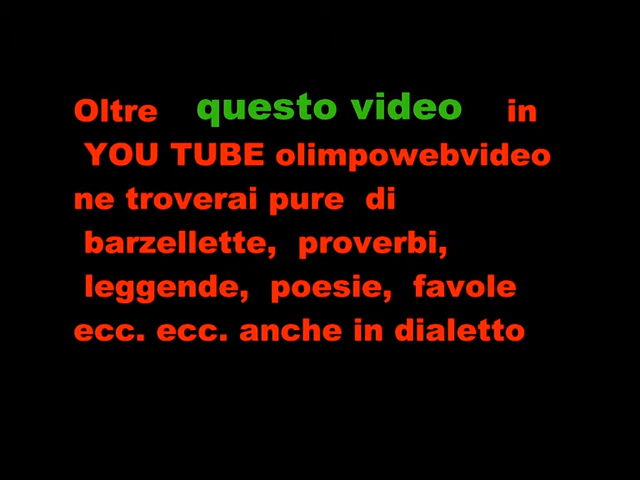 Oltre questo video in
YOU TUBE olimpowebvideo
ne troverai pure di
barzellette, proverbi,
leggende, poesie, favole
ecc. ecc. anche in dialetto